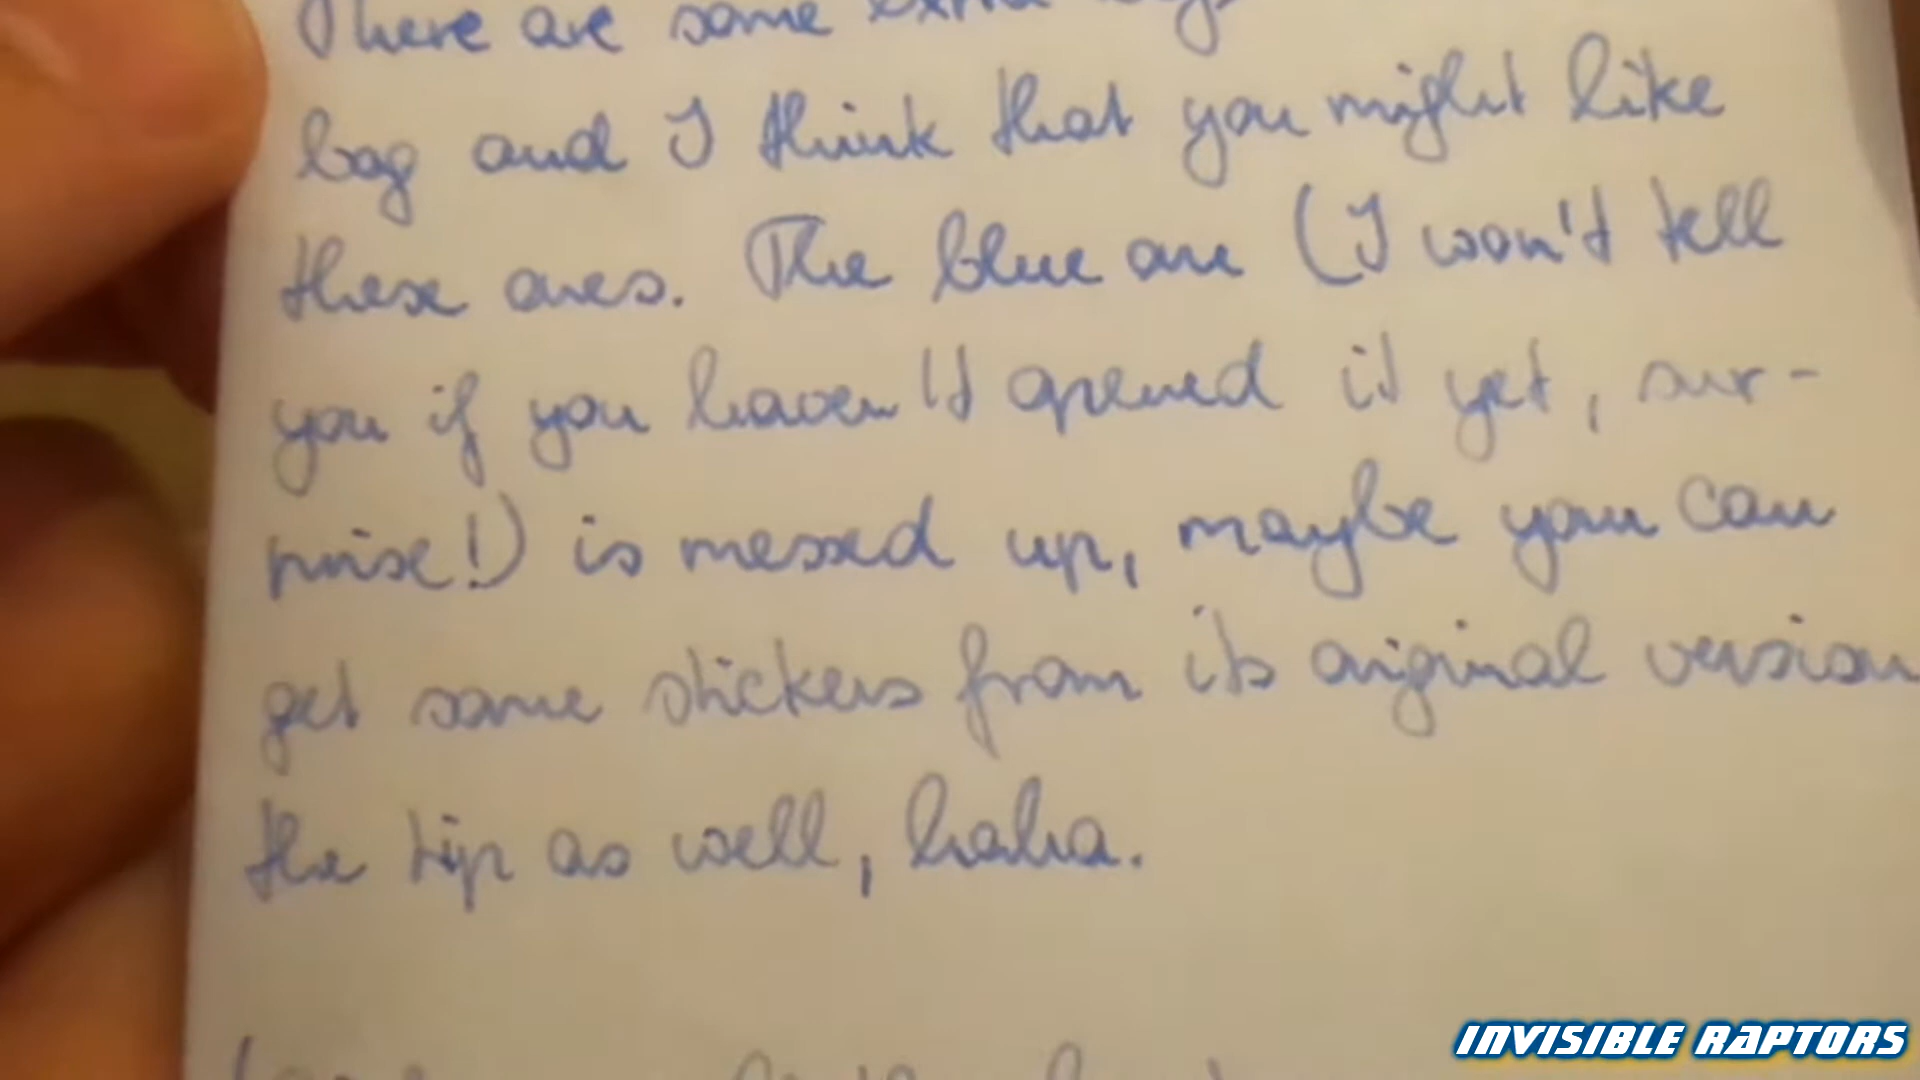 There are some extra
bag and I think that you might like
these ones. The blue one (I won't tell
you if you haven't opened it yet, sur-
prise!) is messed up, maybe you can
get some stickers from its original version
the tip as well, haha.
INVISIBLE RAPTORS